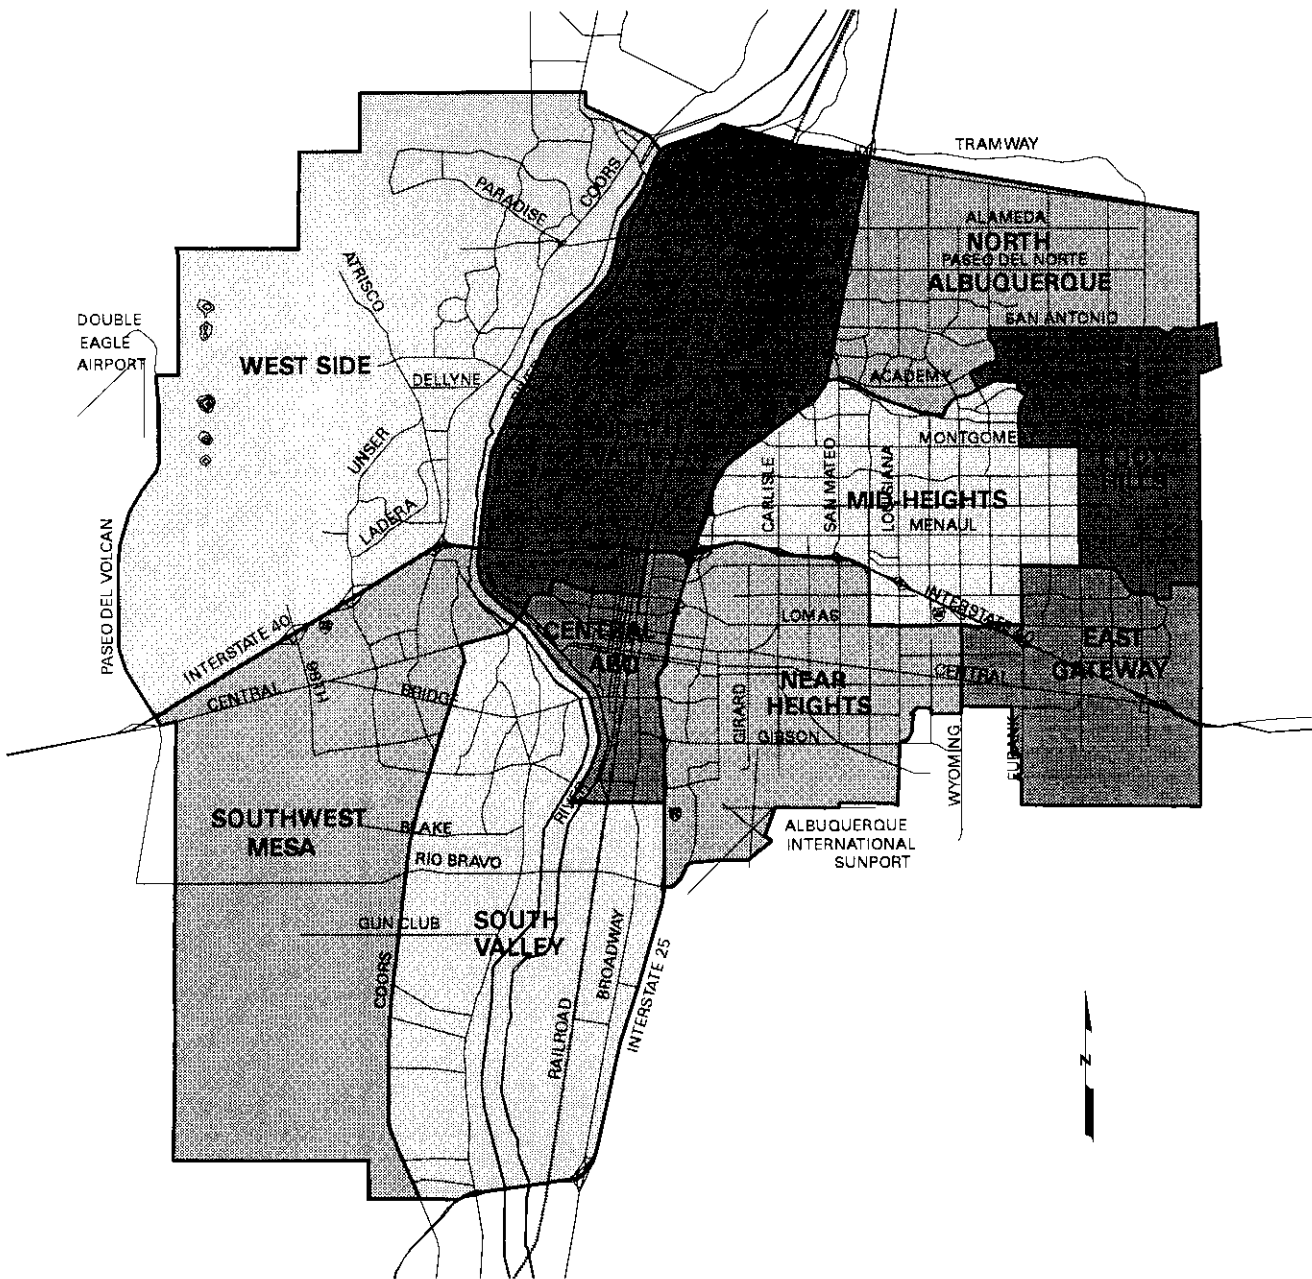 TRAMWAY
COORS
PARADISE
ALAMEDA
NORTH
PASEO DEL NORTE
ALBUQUERQUE
SAN ANTONIO
ATRISCO
DOUBLE
EAGLE
AIRPORT
WEST SIDE
DELLYNE
ACADEMY
UNSER
MONTGOME
FOOT
HILLS
CARLISLE
SAN MATEO
LOUISIANA
MID-HEIGHTS
MENAUL
LADERA
PASEO DEL VOLCAN
INTERSTATE 40
INTERSTATE 40
LOMAS
CENTRAL
ABQ
EAST
GATEWAY
CENTRAL
98TH
BRIDGE
CENTRAL
NEAR
HEIGHTS
GIRARD
GIBSON
WYOMING
EUBANK
SOUTHWEST
MESA
BLAKE
RIVER
ALBUQUERQUE
INTERNATIONAL
SUNPORT
RIO BRAVO
GUN CLUB
SOUTH
VALLEY
COORS
BROADWAY
INTERSTATE 25
RAILROAD
N